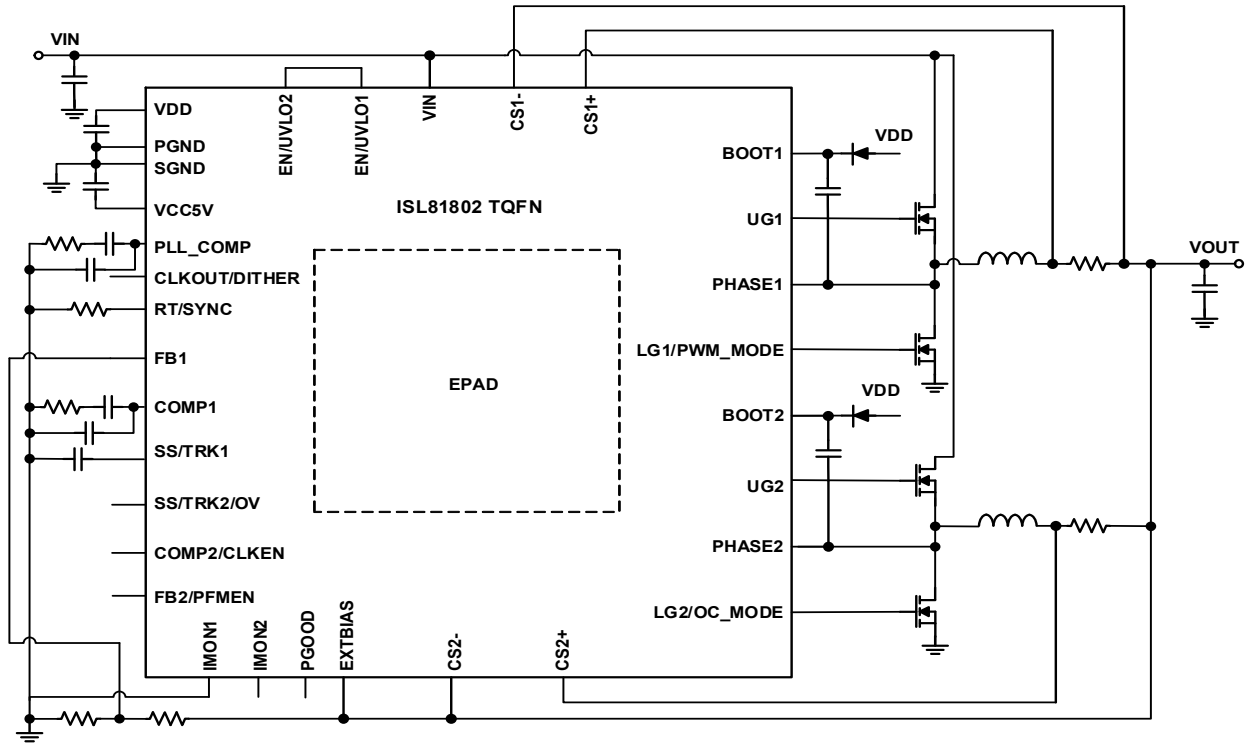 VIN
EN/UVLO2
EN/UVLO1
VIN
CS1-
CS1+
VDD
PGND
SGND
VCC5V
PLL_COMP
CLKOUT/DITHER
RT/SYNC
FB1
COMP1
SS/TRK1
SS/TRK2/OV
COMP2/CLKEN
FB2/PFMEN
ISL81802 TQFN
EPAD
BOOT1
VDD
UG1
PHASE1
LG1/PWM_MODE
BOOT2
VDD
UG2
PHASE2
LG2/OC_MODE
VOUT
IMON1
IMON2
PGOOD
EXTBIAS
CS2-
CS2+